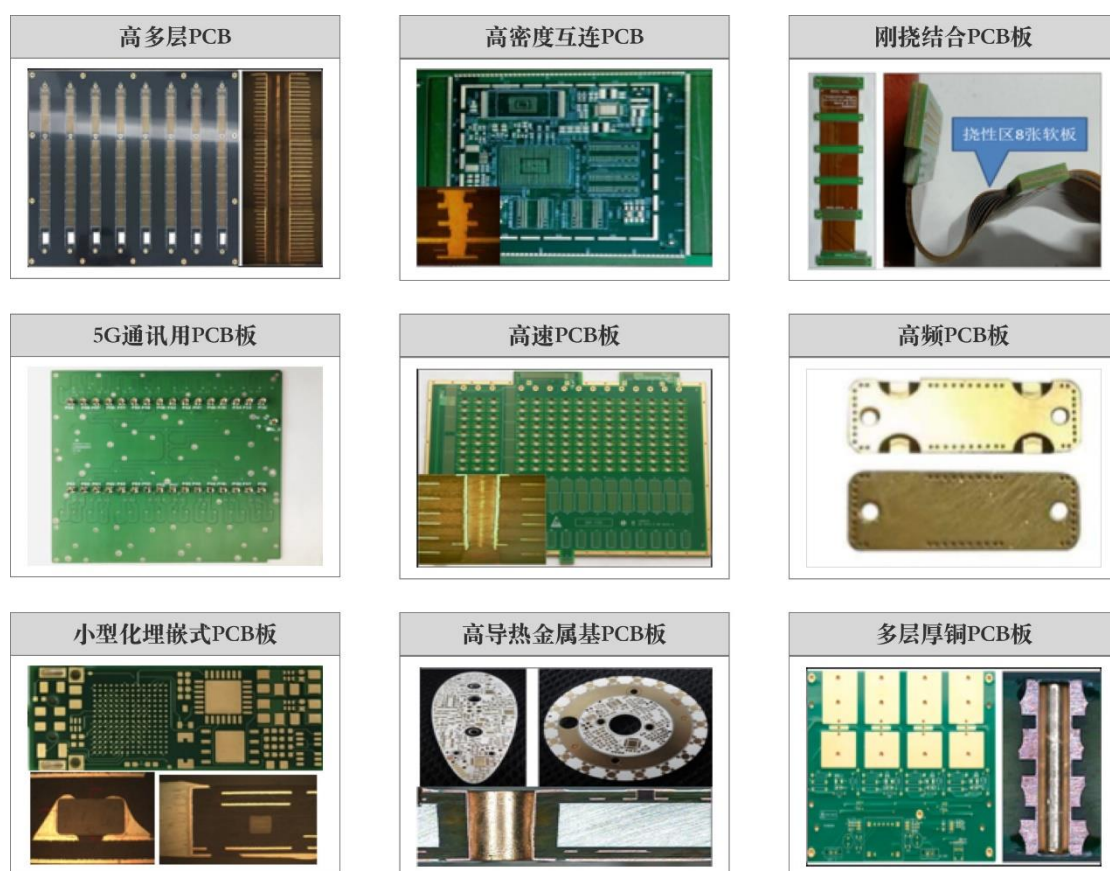 高多层PCB
高密度互连PCB
刚挠结合PCB板
挠性区8张软板
5G通讯用PCB板
高速PCB板
高频PCB板
小型化埋嵌式PCB板
高导热金属基PCB板
多层厚铜PCB板